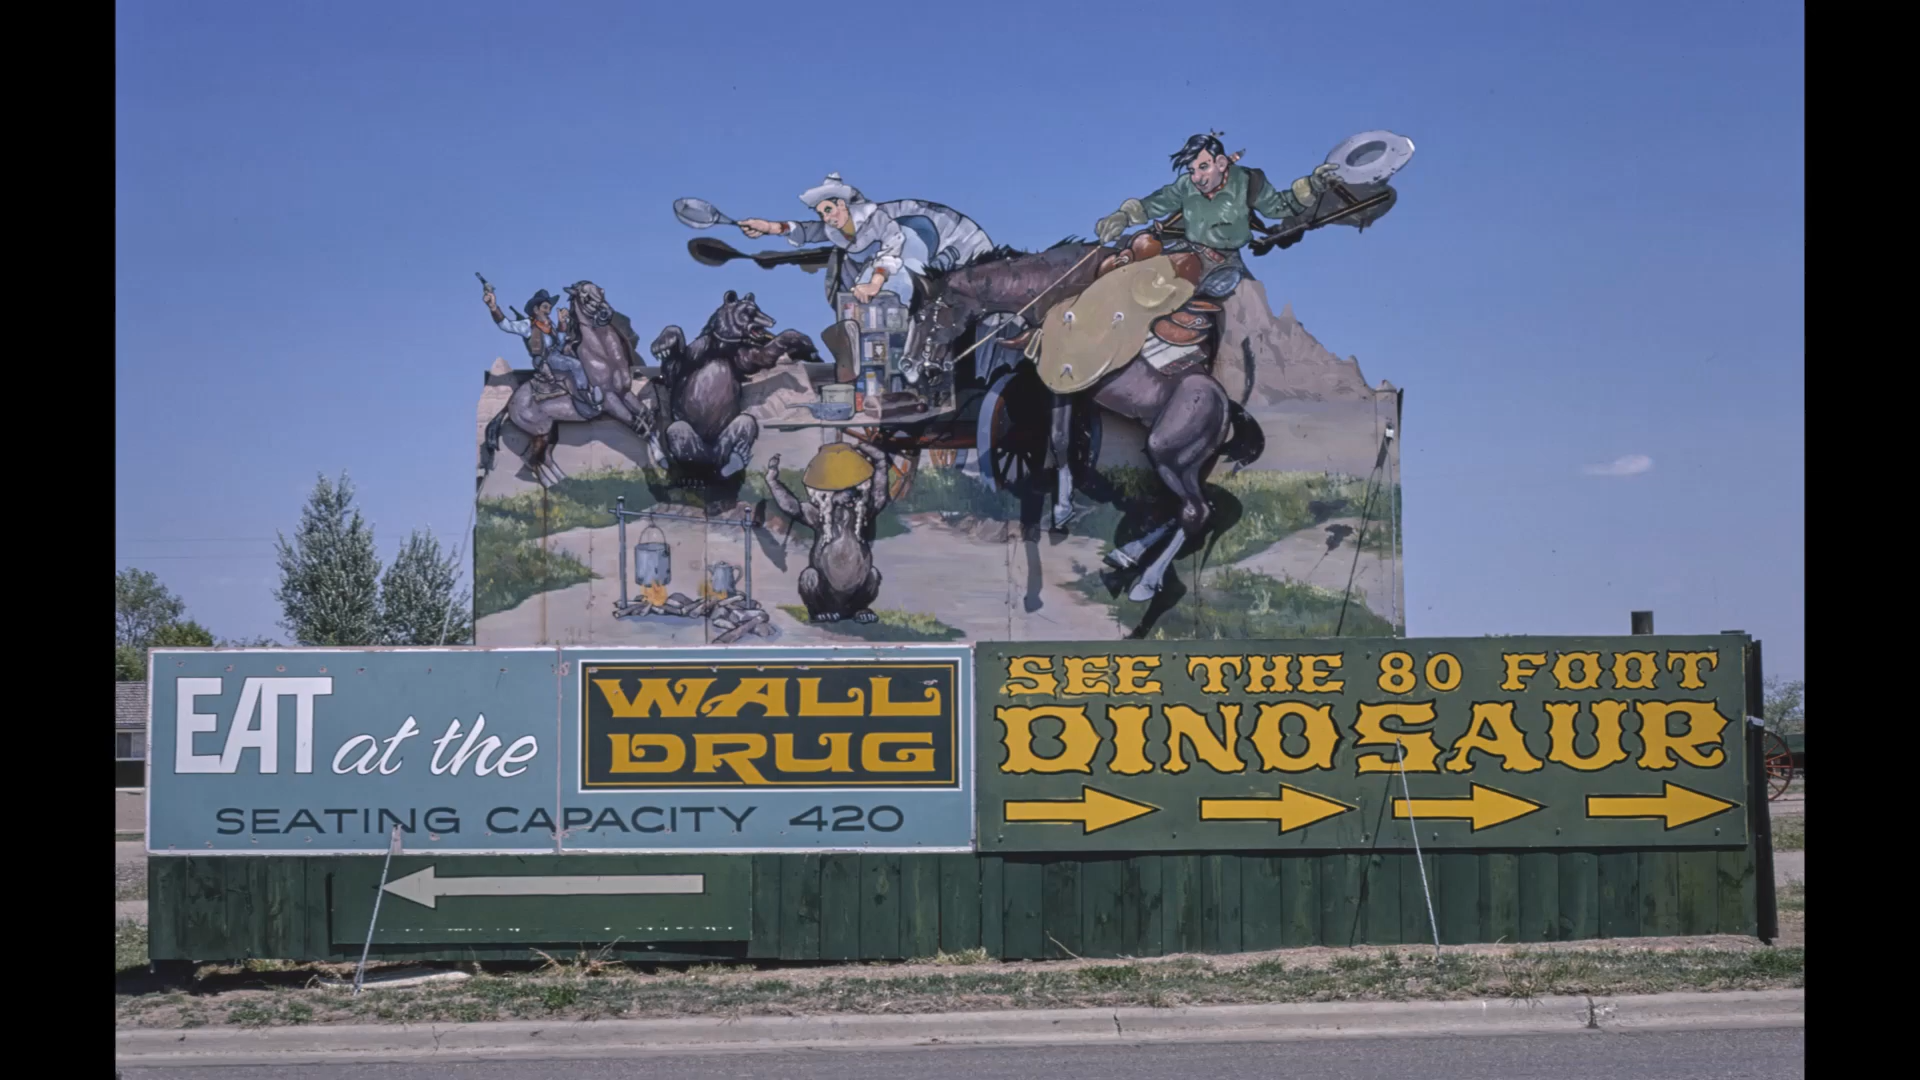 EAT at the
WALL
DRUG
SEATING CAPACITY 420
SEE THE 80 FOOT
DINOSAUR